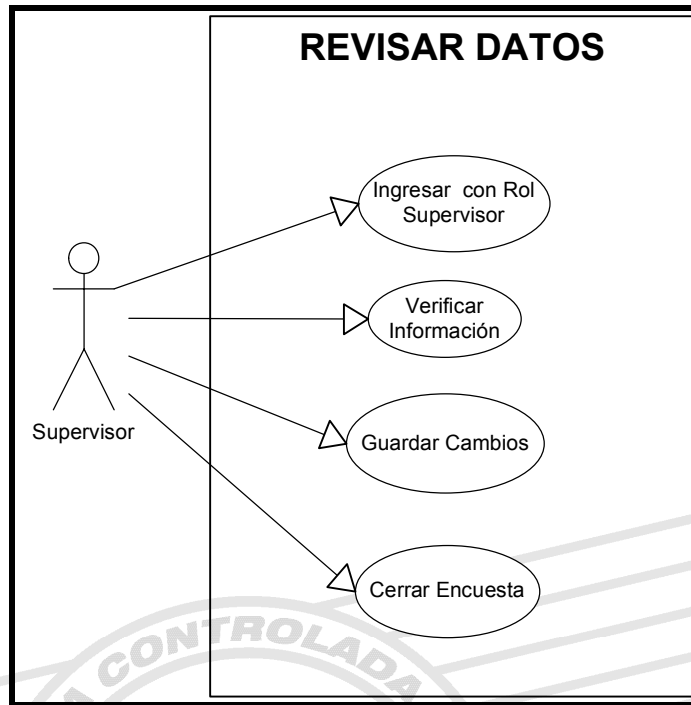 REVISAR DATOS
Ingresar con Rol
Supervisor
Verificar
Información
Supervisor
Guardar Cambios
Cerrar Encuesta
A CONTROLADA